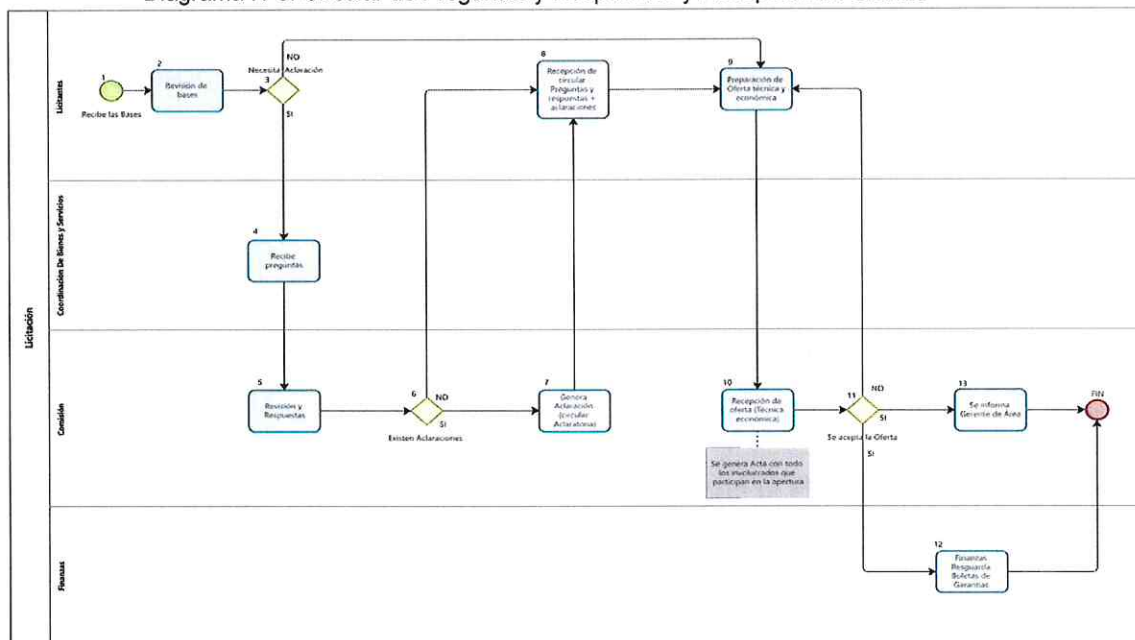 Licitación
Licitantes
Coordinacion De Bienes y Servicios
Comisión
Finanzas
1
Recibe las Bases
2
Revisión de
bases
Necesita Aclaración
3
NO
SI
4
Recibe
preguntas
5
Revisión y
Respuestas
6
NO
SI
Existen Aclaraciones
7
Genera
Aclaración
(circular
Aclaratoria)
8
Recepción de
circular
Preguntas y
respuestas +
aclaraciones
9
Preparación de
Oferta técnica y
económica
10
Recepción de
oferta (Técnica
económica)
Se genera Acta con todo
los involucrados que
participan en la apertura
11
NO
SI
Se acepta la Oferta
SI
12
Finanzas
Resguarda
Boletas de
Garantías
13
Se informa
Gerente de Área
FIN